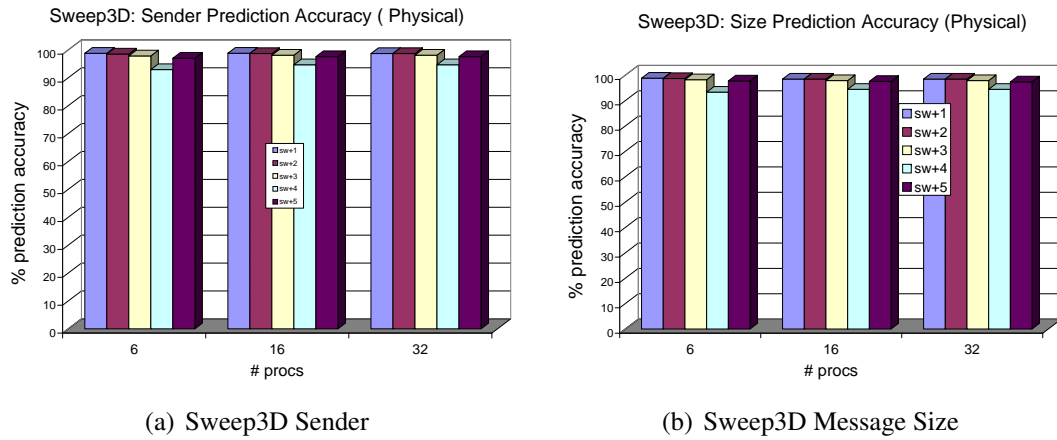 Sweep3D: Sender Prediction Accuracy ( Physical)
% prediction accuracy
100
90
80
70
60
50
40
30
20
10
0
sw+1
sw+2
sw+3
sw+4
sw+5
6
16
32
# procs
(a) Sweep3D Sender
Sweep3D: Size Prediction Accuracy (Physical)
% prediction accuracy
100
90
80
70
60
50
40
30
20
10
0
sw+1
sw+2
sw+3
sw+4
sw+5
6
16
32
# procs
(b) Sweep3D Message Size